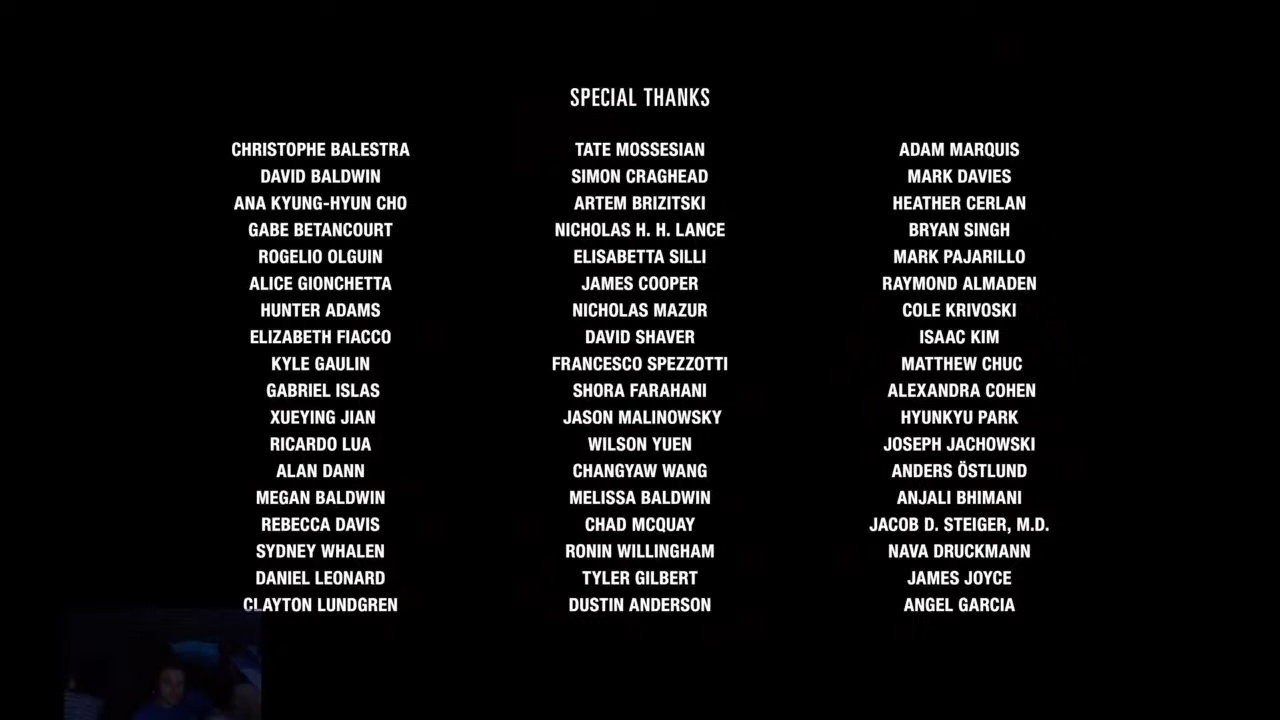 SPECIAL THANKS
CHRISTOPHE BALESTRA
DAVID BALDWIN
ANA KYUNG-HYUN CHO
GABE BETANCOURT
ROGELIO OLGUIN
ALICE GIONCHETTA
HUNTER ADAMS
ELIZABETH FIACCO
KYLE GAULIN
GABRIEL ISLAS
XUEYING JIAN
RICARDO LUA
ALAN DANN
MEGAN BALDWIN
REBECCA DAVIS
SYDNEY WHALEN
DANIEL LEONARD
CLAYTON LUNDGREN
TATE MOSSESIAN
SIMON CRAGHEAD
ARTEM BRIZITSKI
NICHOLAS H. H. LANCE
ELISABETTA SILLI
JAMES COOPER
NICHOLAS MAZUR
DAVID SHAVER
FRANCESCO SPEZZOTTI
SHORA FARAHANI
JASON MALINOWSKY
WILSON YUEN
CHANGYAW WANG
MELISSA BALDWIN
CHAD MCQUAY
RONIN WILLINGHAM
TYLER GILBERT
DUSTIN ANDERSON
ADAM MARQUIS
MARK DAVIES
HEATHER CERLAN
BRYAN SINGH
MARK PAJARILLO
RAYMOND ALMADEN
COLE KRIVOSKI
ISAAC KIM
MATTHEW CHUC
ALEXANDRA COHEN
HYUNKYU PARK
JOSEPH JACHOWSKI
ANDERS ÖSTLUND
ANJALI BHIMANI
JACOB D. STEIGER, M.D.
NAVA DRUCKMANN
JAMES JOYCE
ANGEL GARCIA